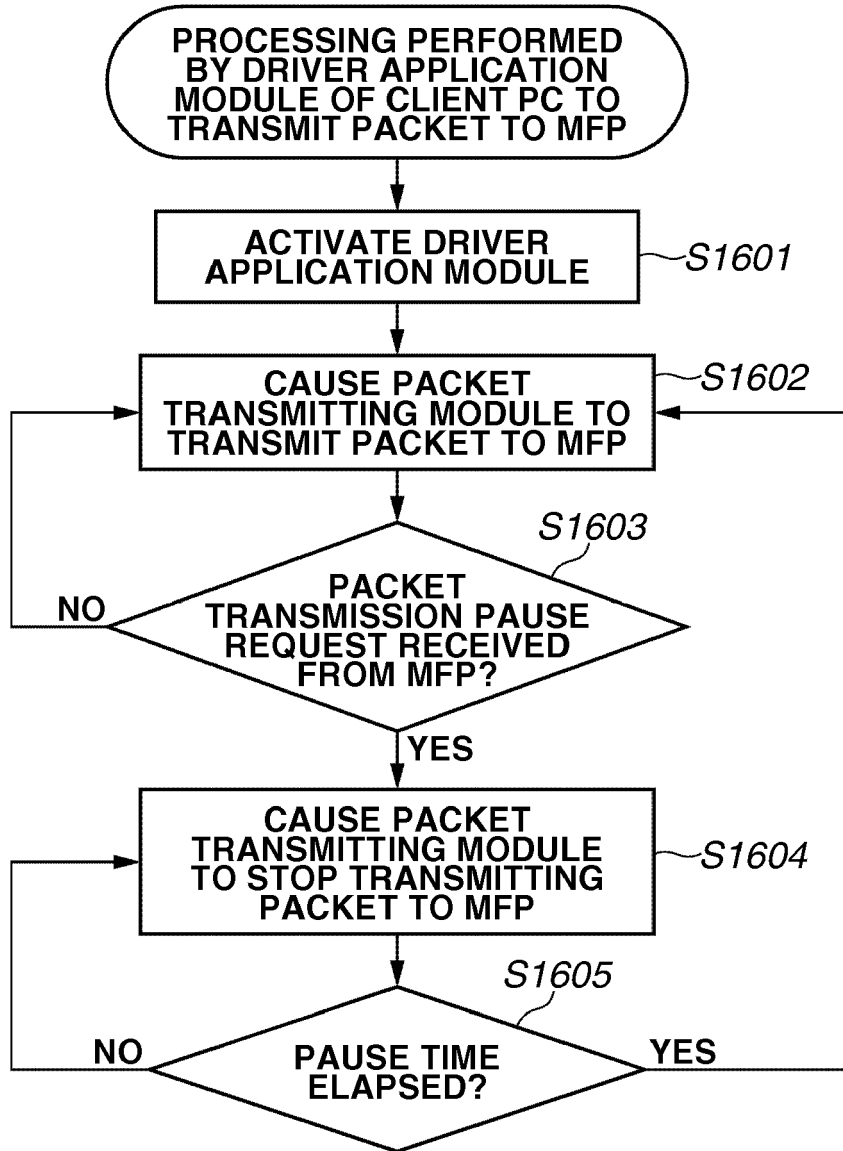 PROCESSING PERFORMED
BY DRIVER APPLICATION
MODULE OF CLIENT PC TO
TRANSMIT PACKET TO MFP
ACTIVATE DRIVER
APPLICATION MODULE
S1601
CAUSE PACKET
TRANSMITTING MODULE TO
TRANSMIT PACKET TO MFP
S1602
S1603
PACKET
TRANSMISSION PAUSE
REQUEST RECEIVED
FROM MFP?
NO
YES
CAUSE PACKET
TRANSMITTING MODULE
TO STOP TRANSMITTING
PACKET TO MFP
S1604
S1605
PAUSE TIME
ELAPSED?
NO
YES